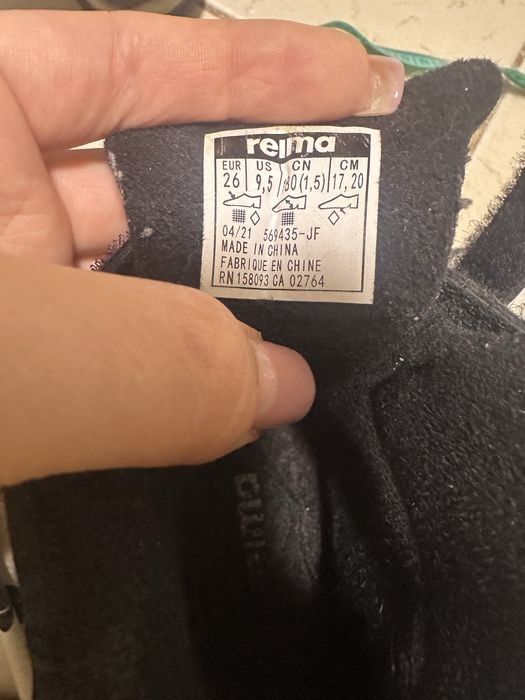 reima
EUR US CN CM
26 9,5 30(1,5) 17,20
04/21 569435-JF
MADE IN CHINA
FABRIQUE EN CHINE
RN 158093 CA 02764